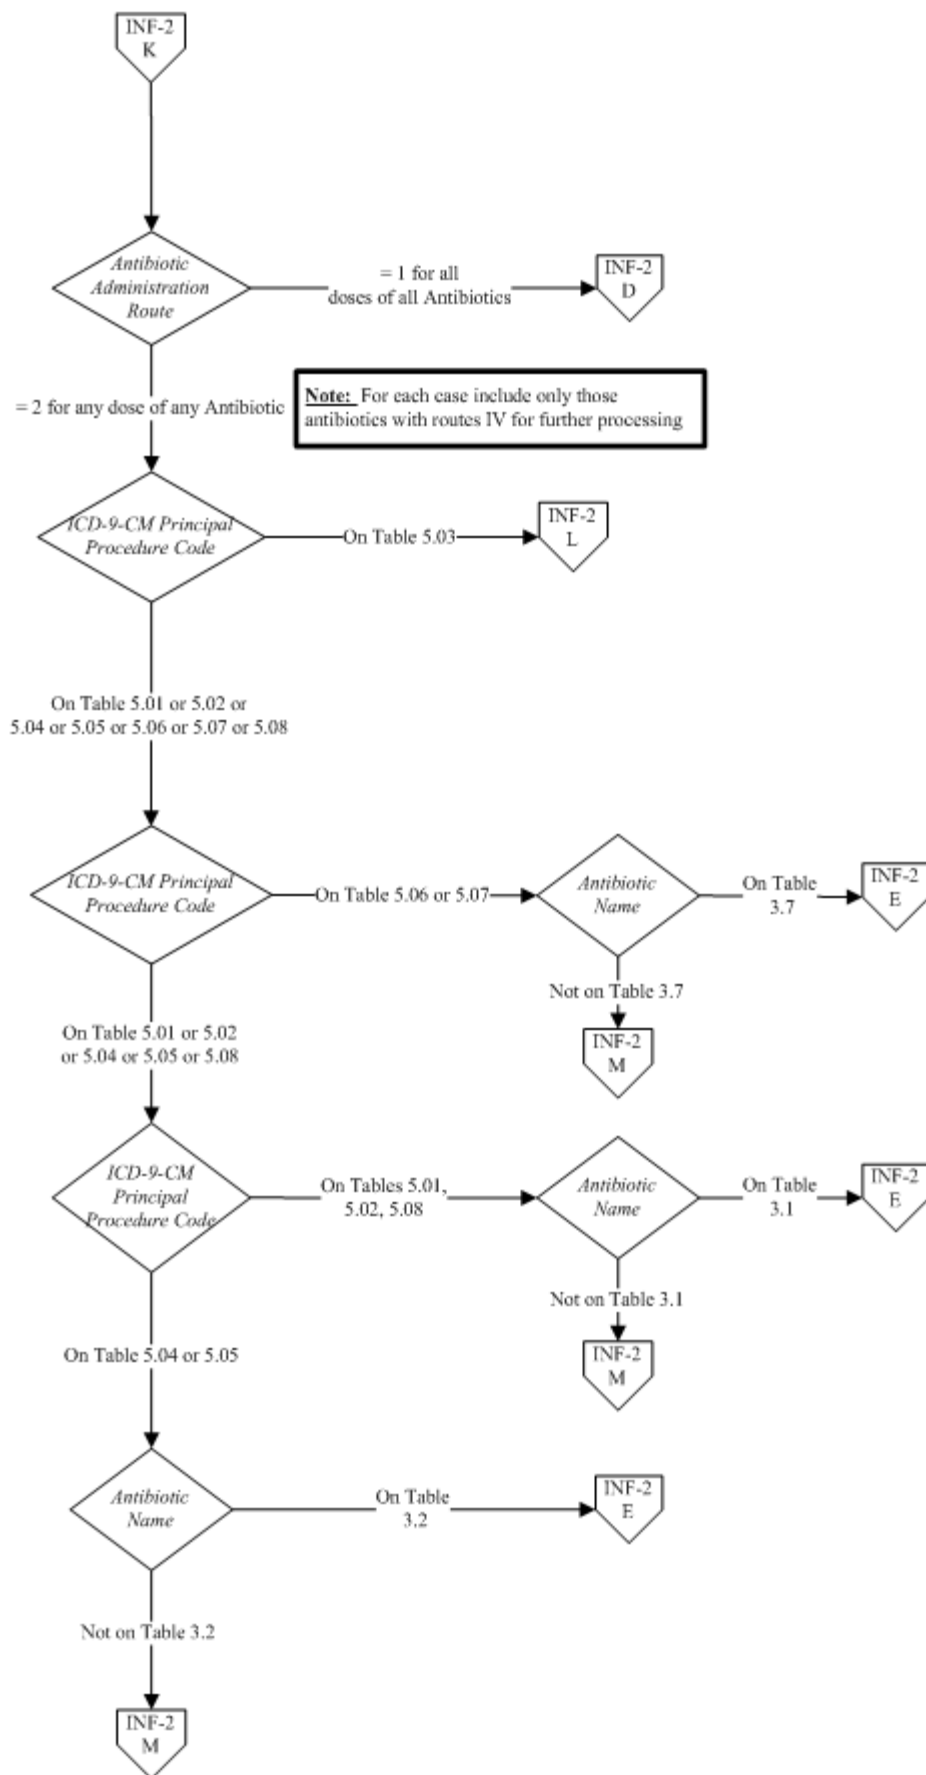 INF-2
K
Antibiotic
Administration
Route
= 1 for all
doses of all Antibiotics
INF-2
D
= 2 for any dose of any Antibiotic
Note: For each case include only those
antibiotics with routes IV for further processing
ICD-9-CM Principal
Procedure Code
On Table 5.03
INF-2
L
On Table 5.01 or 5.02 or
5.04 or 5.05 or 5.06 or 5.07 or 5.08
ICD-9-CM Principal
Procedure Code
On Table 5.06 or 5.07
Antibiotic
Name
On Table
3.7
INF-2
E
Not on Table 3.7
INF-2
M
On Table 5.01 or 5.02
or 5.04 or 5.05 or 5.08
ICD-9-CM
Principal
Procedure Code
On Tables 5.01,
5.02, 5.08
Antibiotic
Name
On Table
3.1
INF-2
E
Not on Table 3.1
INF-2
M
On Table 5.04 or 5.05
Antibiotic
Name
On Table
3.2
INF-2
E
Not on Table 3.2
INF-2
M